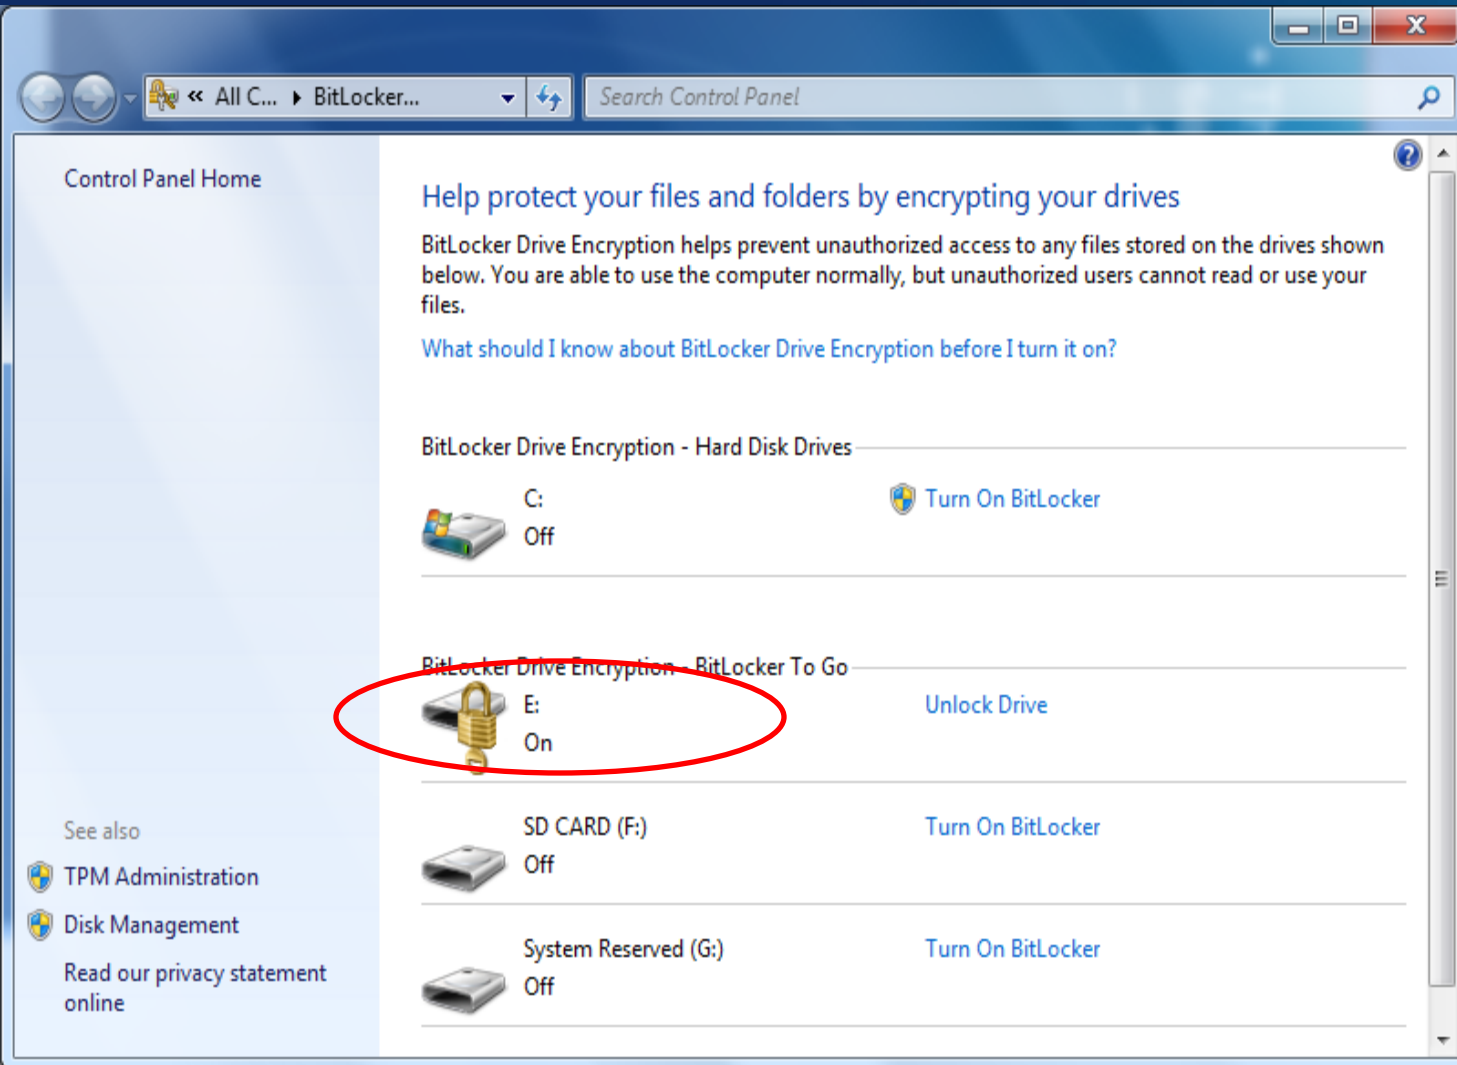 « All C... ▸ BitLocker...
Search Control Panel
Control Panel Home
Help protect your files and folders by encrypting your drives
BitLocker Drive Encryption helps prevent unauthorized access to any files stored on the drives shown
below. You are able to use the computer normally, but unauthorized users cannot read or use your
files.
What should I know about BitLocker Drive Encryption before I turn it on?
BitLocker Drive Encryption - Hard Disk Drives
C:
Turn On BitLocker
Off
BitLocker Drive Encryption - BitLocker To Go
E:
Unlock Drive
On
SD CARD (F:)
Turn On BitLocker
Off
System Reserved (G:)
Turn On BitLocker
Off
See also
TPM Administration
Disk Management
Read our privacy statement
online